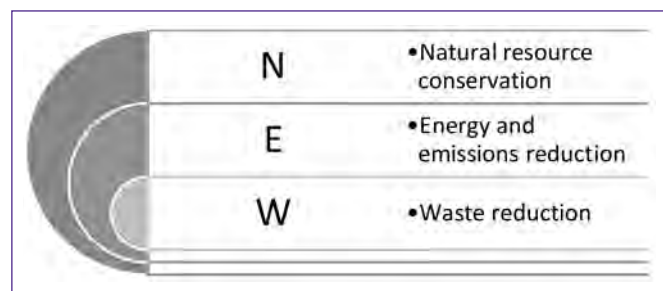 N
•Natural resource
conservation
E
•Energy and
emissions reduction
W
•Waste reduction